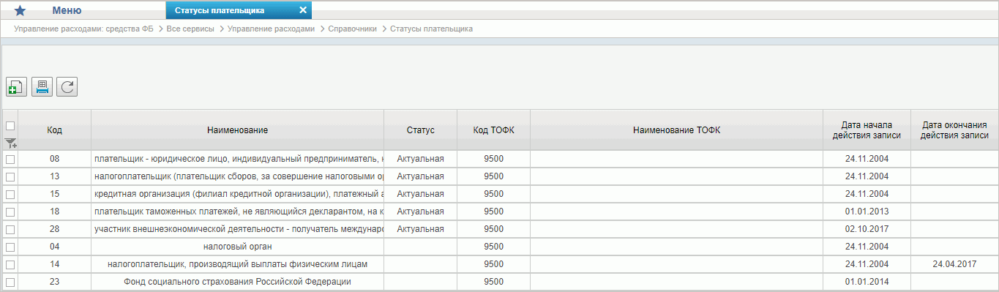 Меню
Статусы плательщика
Управление расходами: средства ФБ > Все сервисы > Управление расходами > Справочники > Статусы плательщика
Код Наименование Статус Код ТОФК Наименование ТОФК Дата начала действия записи Дата окончания действия записи
08 плательщик - юридическое лицо, индивидуальный предприниматель, Актуальная 9500 24.11.2004
13 налогоплательщик (плательщик сборов, за совершение налоговыми Актуальная 9500 24.11.2004
15 кредитная организация (филиал кредитной организации), платежный Актуальная 9500 24.11.2004
18 плательщик таможенных платежей, не являющийся декларантом, на Актуальная 9500 01.01.2013
28 участник внешнеэкономической деятельности - получатель Актуальная 9500 02.10.2017
04 налоговый орган 9500 24.11.2004
14 налогоплательщик, производящий выплаты физическим лицам 9500 24.11.2004 24.04.2017
23 Фонд социального страхования Российской Федерации 9500 01.01.2014